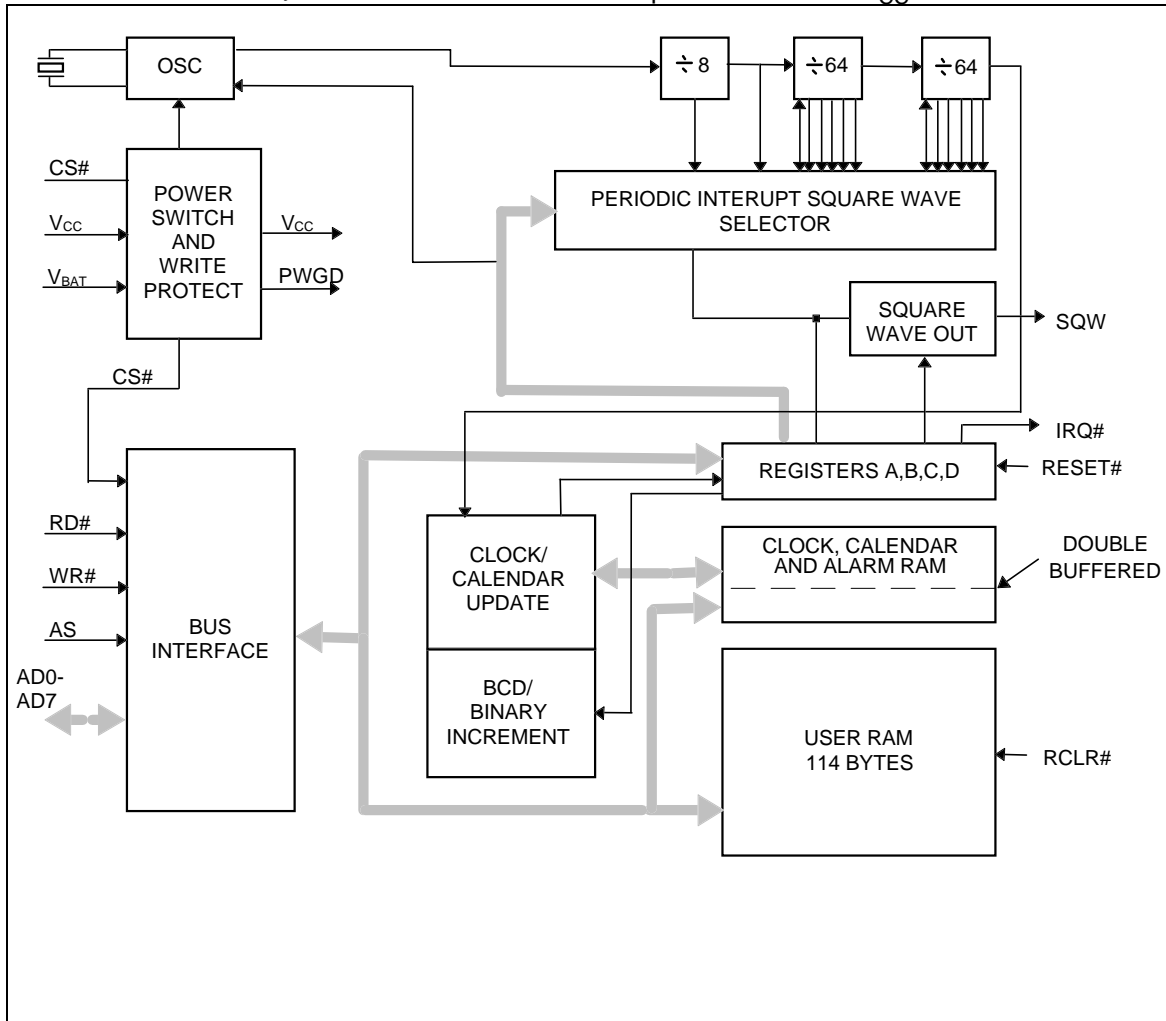 OSC
÷ 8
÷64
÷64
CS#
VCC
VBAT
POWER
SWITCH
AND
WRITE
PROTECT
VCC
PWGD
PERIODIC INTERUPT SQUARE WAVE
SELECTOR
SQUARE
WAVE OUT
SQW
CS#
IRQ#
REGISTERS A,B,C,D
RESET#
RD#
WR#
AS
AD0-
AD7
BUS
INTERFACE
CLOCK/
CALENDAR
UPDATE
CLOCK, CALENDAR
AND ALARM RAM
DOUBLE
BUFFERED
BCD/
BINARY
INCREMENT
USER RAM
114 BYTES
RCLR#